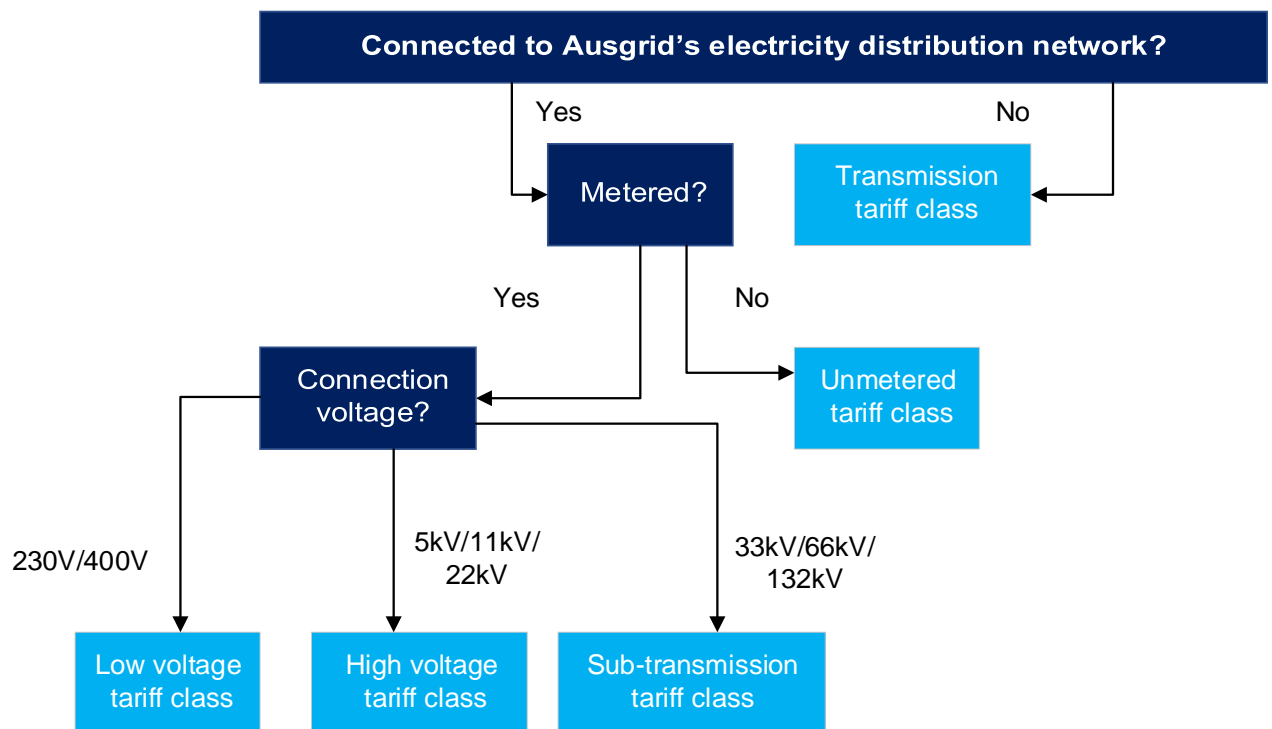 Connected to Ausgrid's electricity distribution network?
Yes
No
Metered?
Transmission
tariff class
Yes
No
Connection
voltage?
Unmetered
tariff class
230V/400V
5kV/11kV/
22kV
33kV/66kV/
132kV
Low voltage
tariff class
High voltage
tariff class
Sub-transmission
tariff class